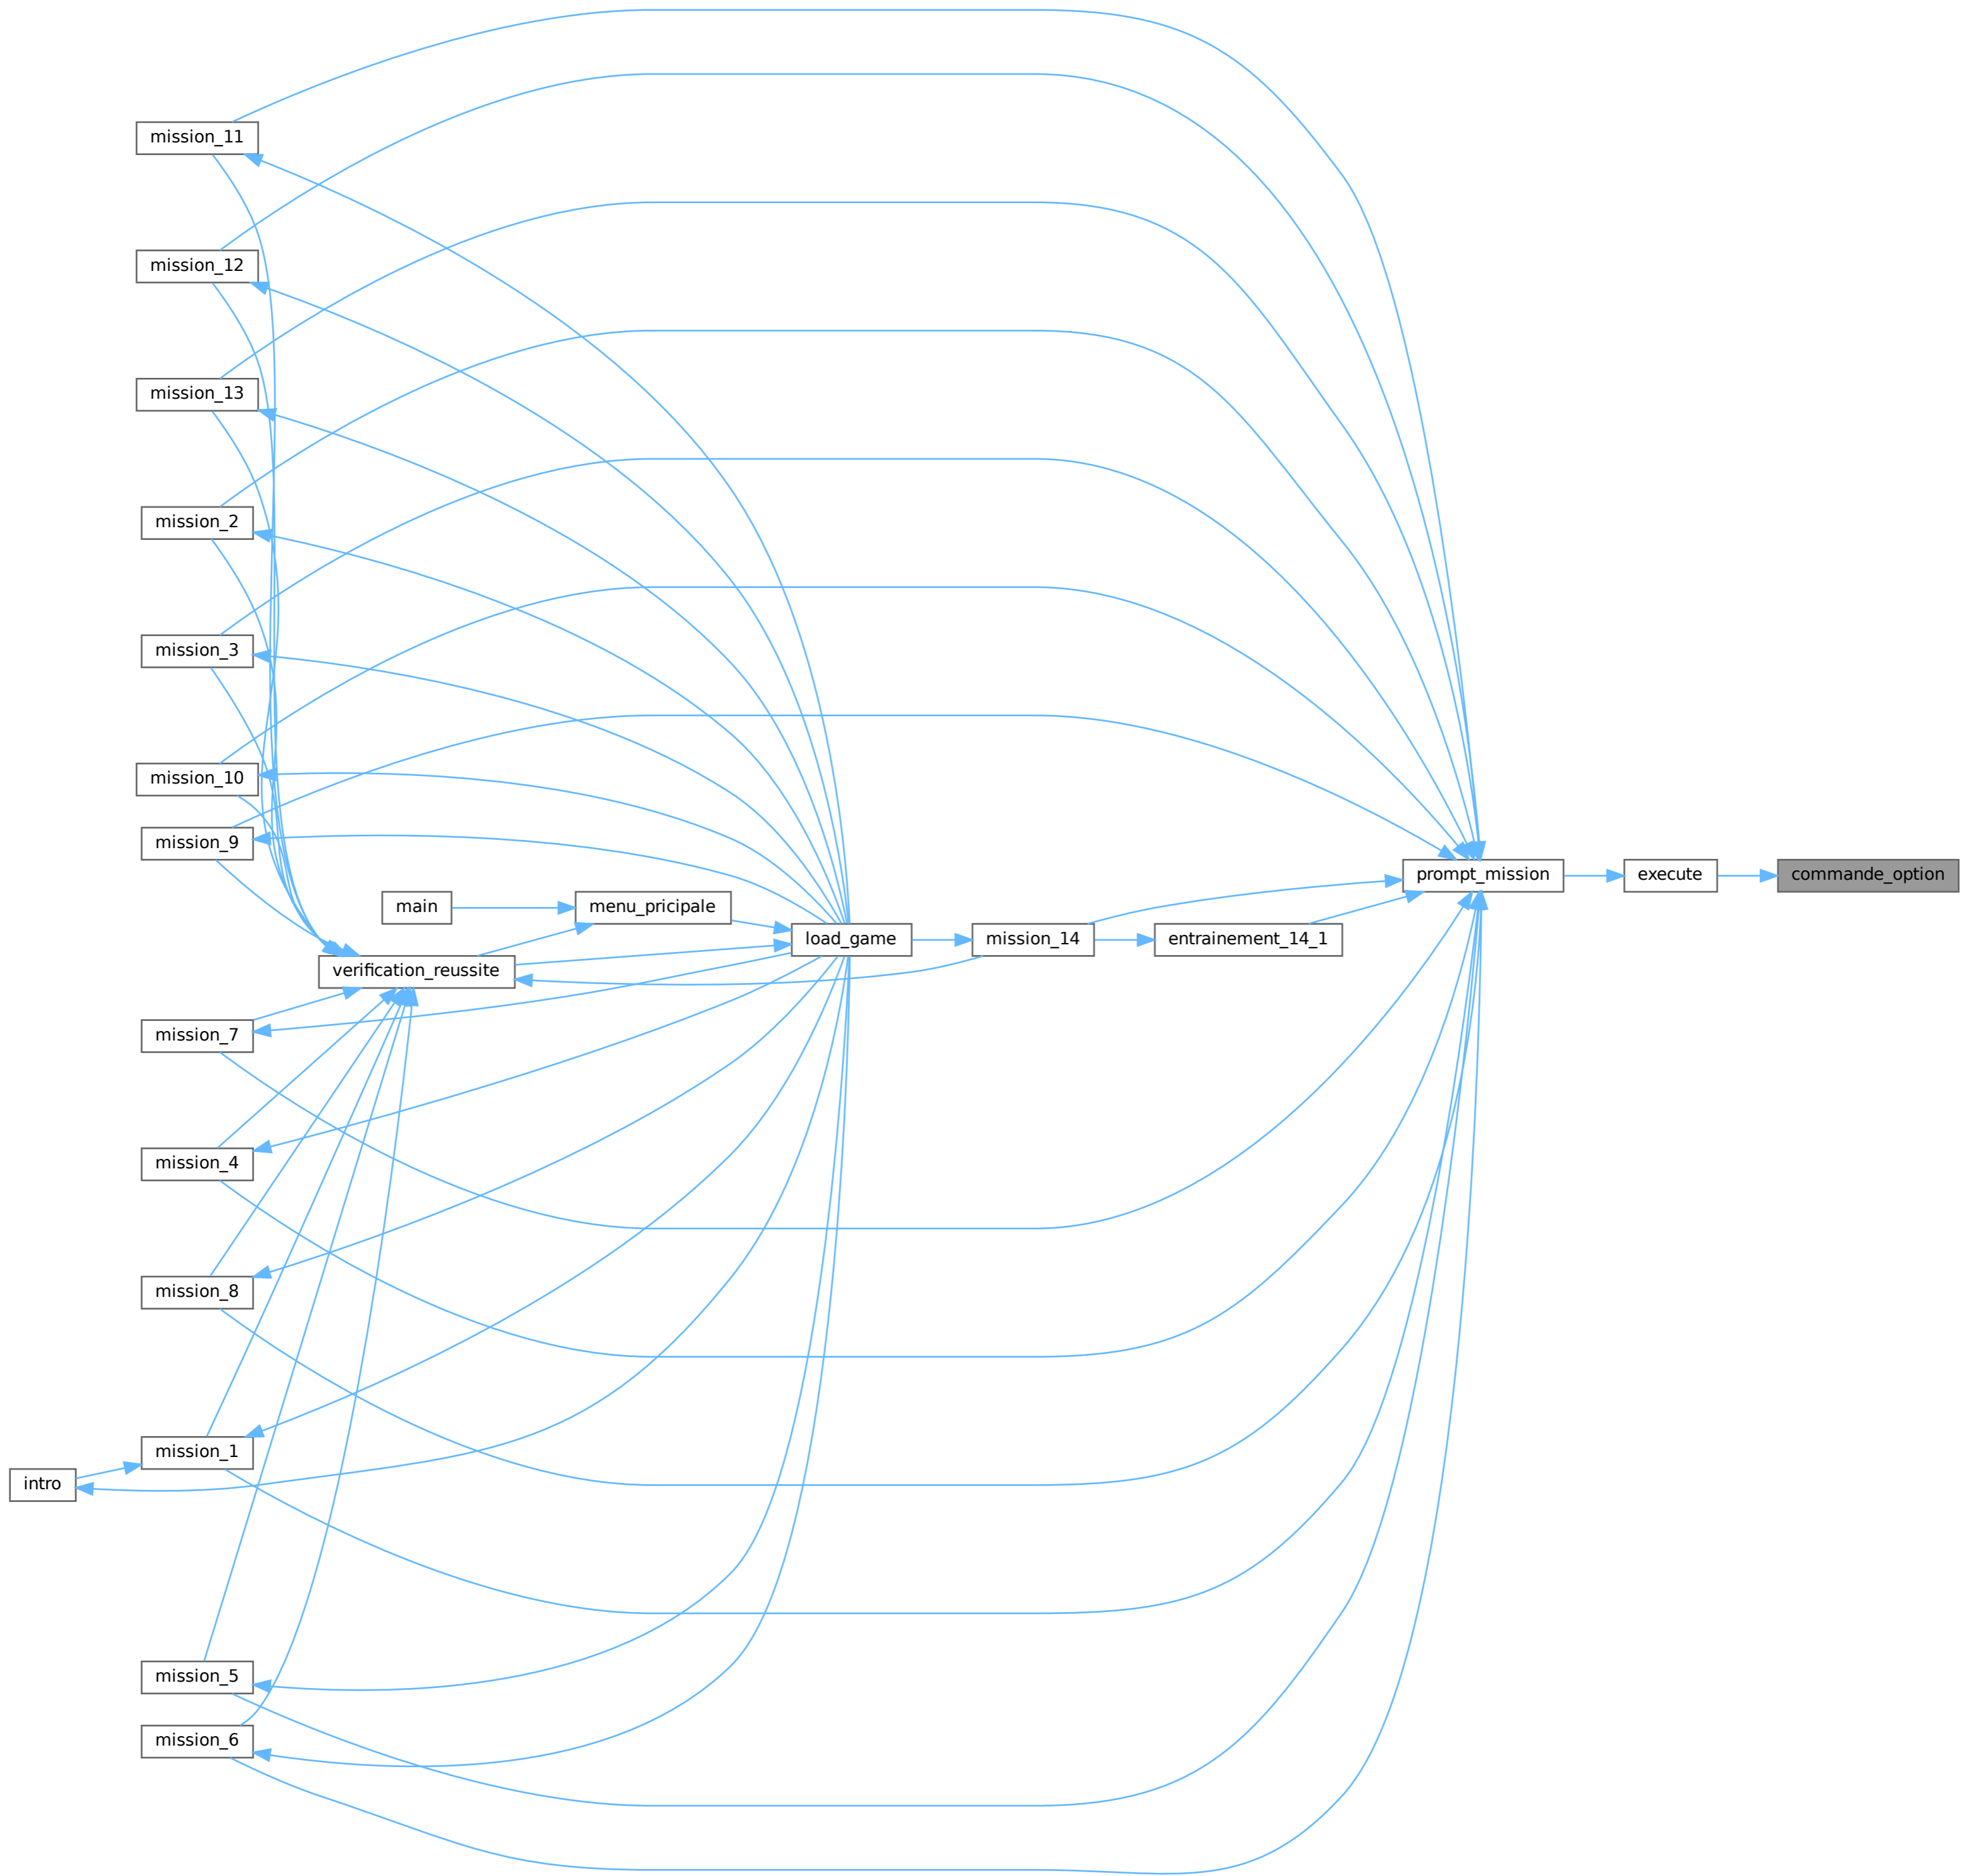 mission_11
mission_12
mission_13
mission_2
mission_3
mission_10
mission_9
prompt_mission
execute
commande_option
main
menu_pricipale
load_game
mission_14
entrainement_14_1
verification_reussite
mission_7
mission_4
mission_8
mission_1
intro
mission_5
mission_6